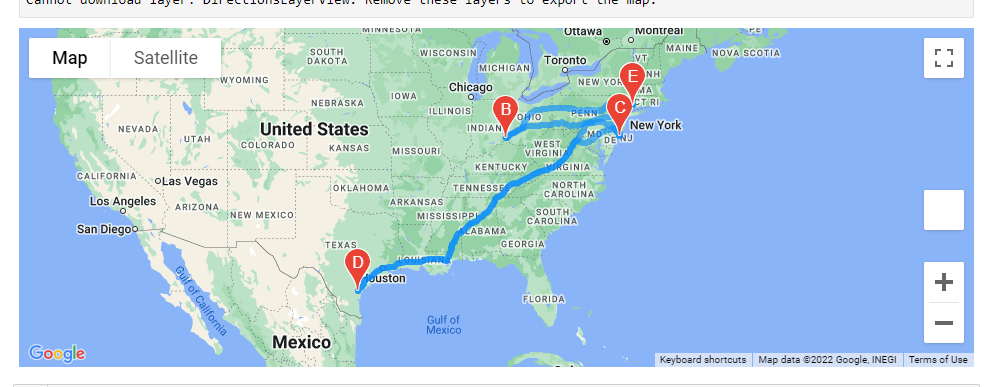 Cannot download layer: DirectionsLayerView. Remove these layers to export the map.
Map
Satellite
MINNESOTA
Ottawa
Montreal
PE
MAINE
NOVA SCOTIA
SOUTH
DAKOTA
WISCONSIN
MICHIGAN
Toronto
VT
NH
WYOMING
NEW YORK
E
MA
CT RI
Chicago
IOWA
NEBRASKA
ILLINOIS
B
OHIO
PENN
C
New York
NEVADA
UTAH
United States
COLORADO
KANSAS
INDIANA
MD
DE NJ
MISSOURI
WEST
VIRGINIA
KENTUCKY
VIRGINIA
CALIFORNIA
Las Vegas
OKLAHOMA
TENNESSEE
NORTH
CAROLINA
Los Angeles
ARIZONA
NEW MEXICO
ARKANSAS
MISSISSIPPI
SOUTH
CAROLINA
San Diego
ALABAMA
TEXAS
GEORGIA
D
LOUISIANA
Houston
Gulf of
California
FLORIDA
Gulf of
Mexico
Mexico
Google
Keyboard shortcuts
Map data ©2022 Google, INEGI
Terms of Use